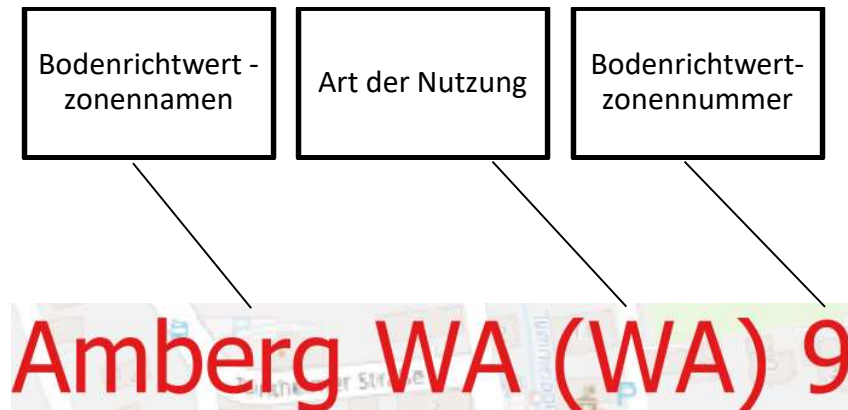 Bodenrichtwert -
zonennamen
Art der Nutzung
Bodenrichtwert-
zonennummer
Amberg WA (WA) 9